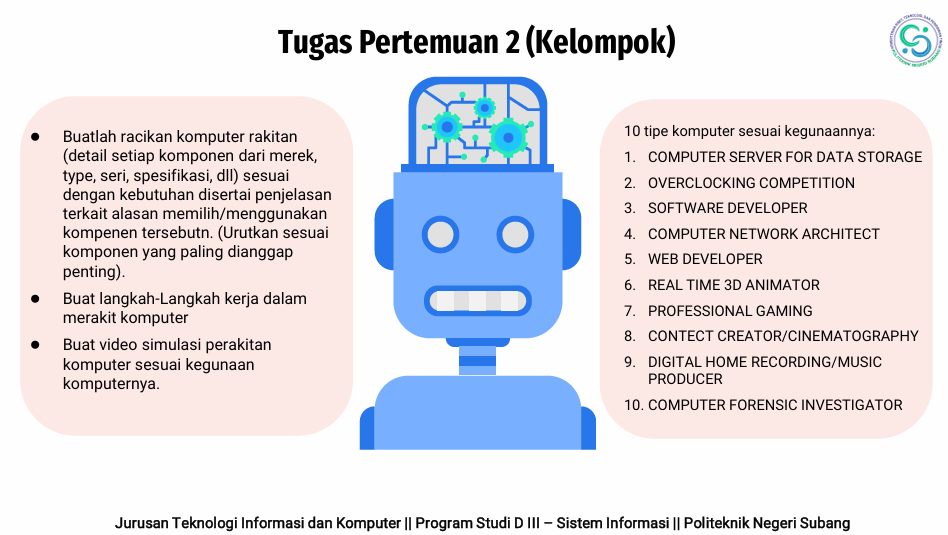 Tugas Pertemuan 2 (Kelompok)
● Buatlah racikan komputer rakitan
(detail setiap komponen dari merek,
type, seri, spesifikasi, dll) sesuai
dengan kebutuhan disertai penjelasan
terkait alasan memilih/menggunakan
kompenen tersebutn. (Urutkan sesuai
komponen yang paling dianggap
penting).
● Buat langkah-Langkah kerja dalam
merakit komputer
● Buat video simulasi perakitan
komputer sesuai kegunaan
komputernya.
10 tipe komputer sesuai kegunaannya:
1. COMPUTER SERVER FOR DATA STORAGE
2. OVERCLOCKING COMPETITION
3. SOFTWARE DEVELOPER
4. COMPUTER NETWORK ARCHITECT
5. WEB DEVELOPER
6. REAL TIME 3D ANIMATOR
7. PROFESSIONAL GAMING
8. CONTECT CREATOR/CINEMATOGRAPHY
9. DIGITAL HOME RECORDING/MUSIC
PRODUCER
10. COMPUTER FORENSIC INVESTIGATOR
Jurusan Teknologi Informasi dan Komputer || Program Studi D III – Sistem Informasi || Politeknik Negeri Subang